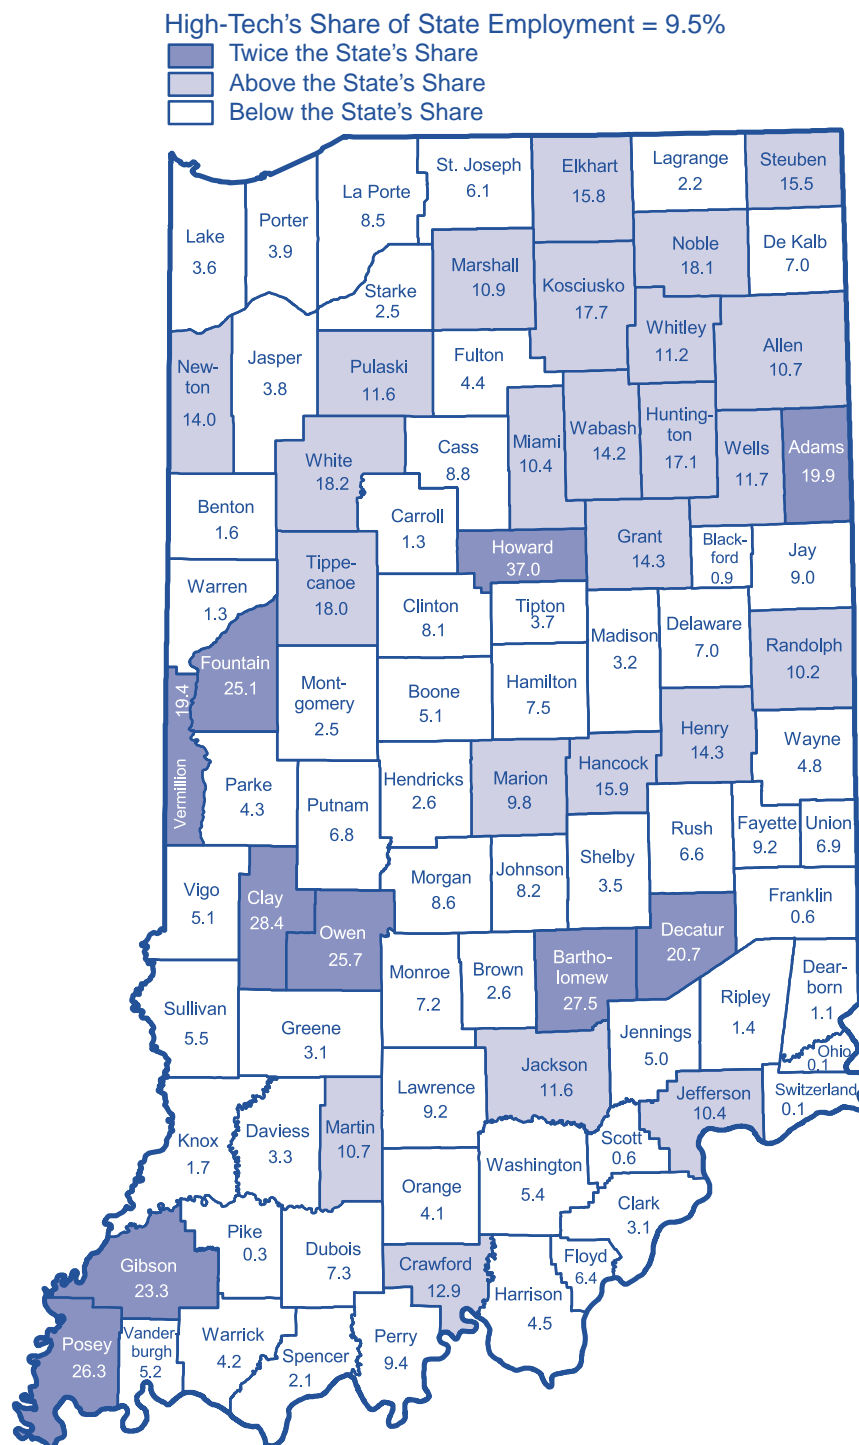 High-Tech's Share of State Employment = 9.5%
Twice the State's Share
Above the State's Share
Below the State's Share
St. Joseph
6.1
Elkhart
15.8
Lagrange
2.2
Steuben
15.5
La Porte
8.5
Porter
3.9
Lake
3.6
Noble
18.1
De Kalb
7.0
Marshall
10.9
Kosciusko
17.7
Starke
2.5
Whitley
11.2
Allen
10.7
New-
ton
14.0
Jasper
3.8
Pulaski
11.6
Fulton
4.4
Miami
10.4
Wabash
14.2
Hunting-
ton
17.1
Wells
11.7
Adams
19.9
White
18.2
Cass
8.8
Benton
1.6
Carroll
1.3
Howard
37.0
Grant
14.3
Black-
ford
0.9
Jay
9.0
Warren
1.3
Tippe-
canoe
18.0
Clinton
8.1
Tipton
3.7
Madison
3.2
Delaware
7.0
Randolph
10.2
Fountain
25.1
Vermillion
19.4
Mont-
gomery
2.5
Boone
5.1
Hamilton
7.5
Henry
14.3
Wayne
4.8
Parke
4.3
Putnam
6.8
Hendricks
2.6
Marion
9.8
Hancock
15.9
Rush
6.6
Fayette
9.2
Union
6.9
Vigo
5.1
Clay
28.4
Owen
25.7
Morgan
8.6
Johnson
8.2
Shelby
3.5
Decatur
20.7
Franklin
0.6
Sullivan
5.5
Greene
3.1
Monroe
7.2
Brown
2.6
Bartho-
lomew
27.5
Jennings
5.0
Ripley
1.4
Dear-
born
1.1
Ohio
0.1
Knox
1.7
Daviess
3.3
Martin
10.7
Lawrence
9.2
Jackson
11.6
Scott
0.6
Jefferson
10.4
Switzerland
0.1
Orange
4.1
Washington
5.4
Clark
3.1
Gibson
23.3
Pike
0.3
Dubois
7.3
Crawford
12.9
Harrison
4.5
Floyd
6.4
Posey
26.3
Vander-
burgh
5.2
Warrick
4.2
Spencer
2.1
Perry
9.4